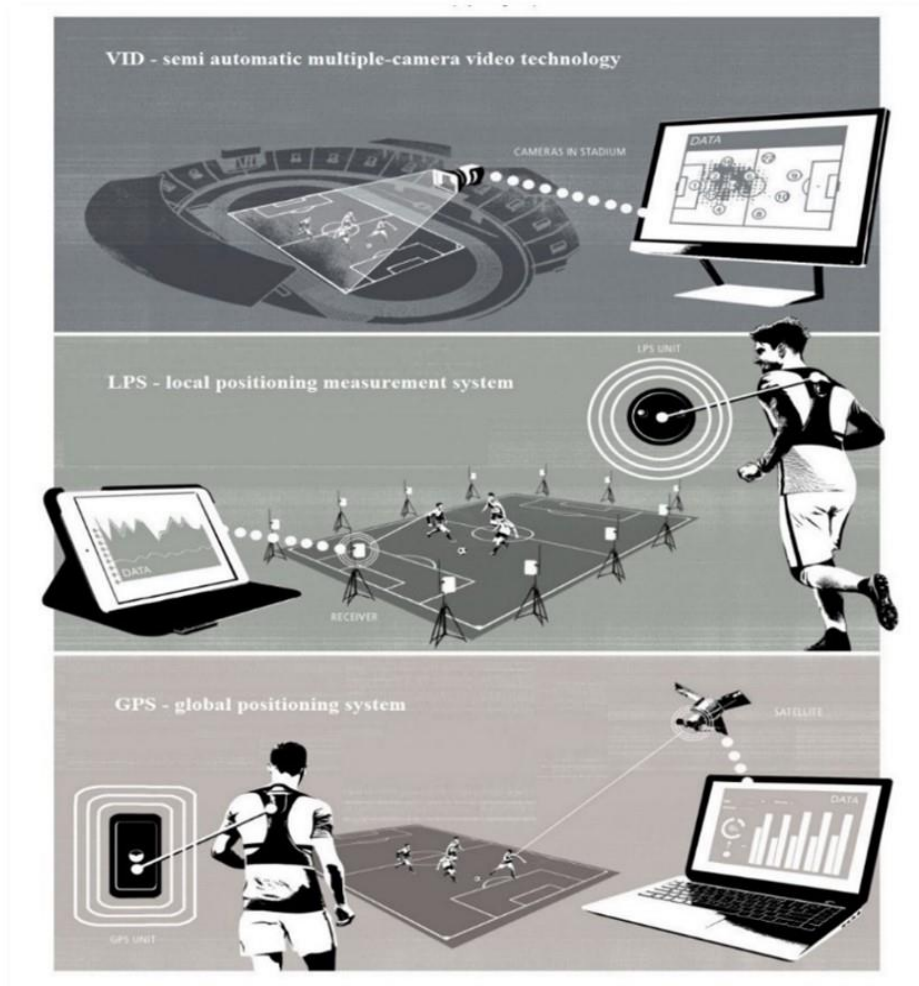 VID - semi automatic multiple-camera video technology
CAMERAS IN STADIUM
DATA
LPS UNIT
LPS - local positioning measurement system
DATA
RECEIVER
GPS - global positioning system
SATELLITE
DATA
GPS UNIT